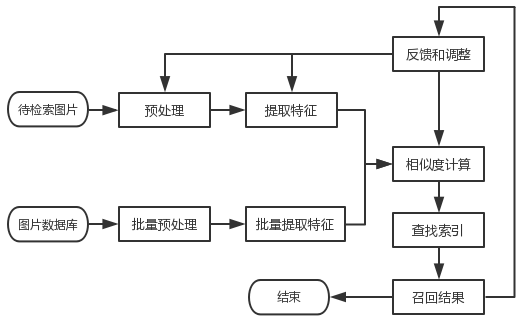 反馈和调整
待检索图片
预处理
提取特征
相似度计算
图片数据库
批量预处理
批量提取特征
查找索引
结束
召回结果